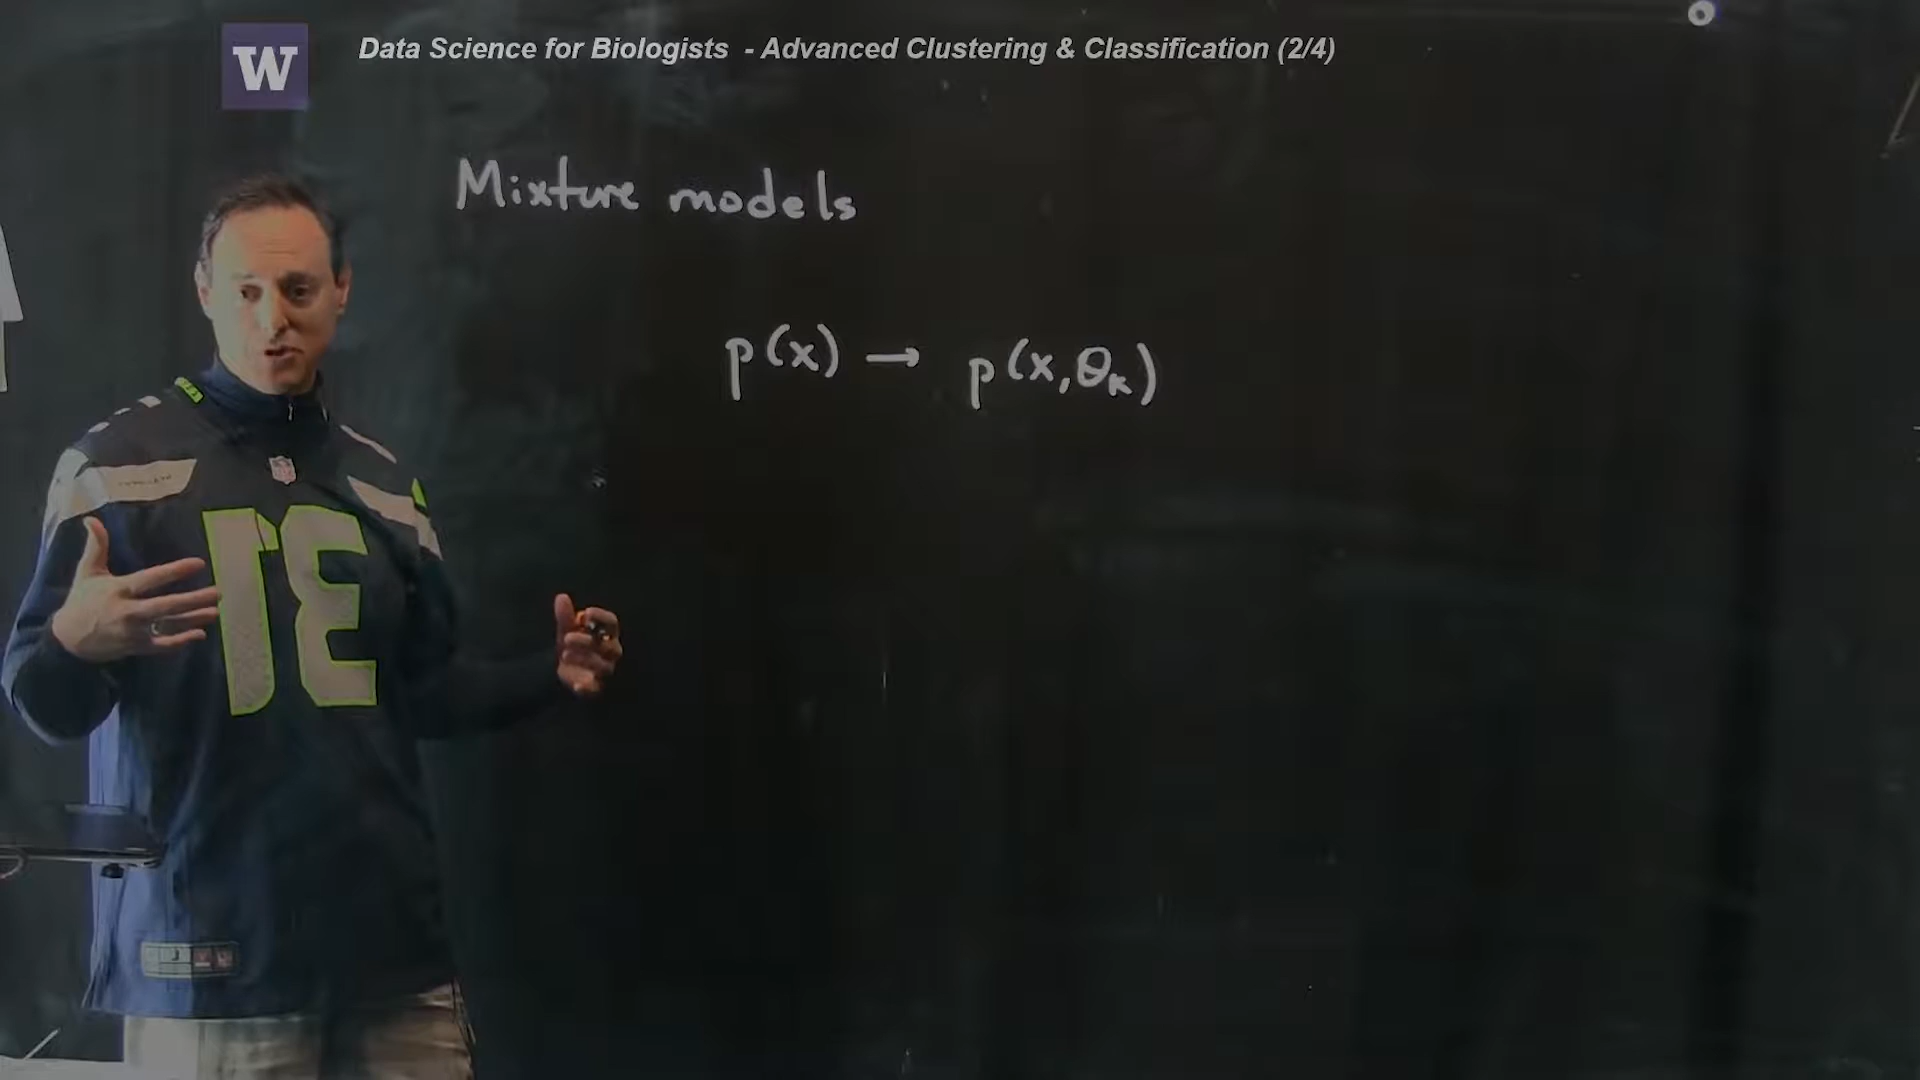 W
Data Science for Biologists - Advanced Clustering & Classification (2/4)
Mixture models
p(x) → p(x, θₖ)
31